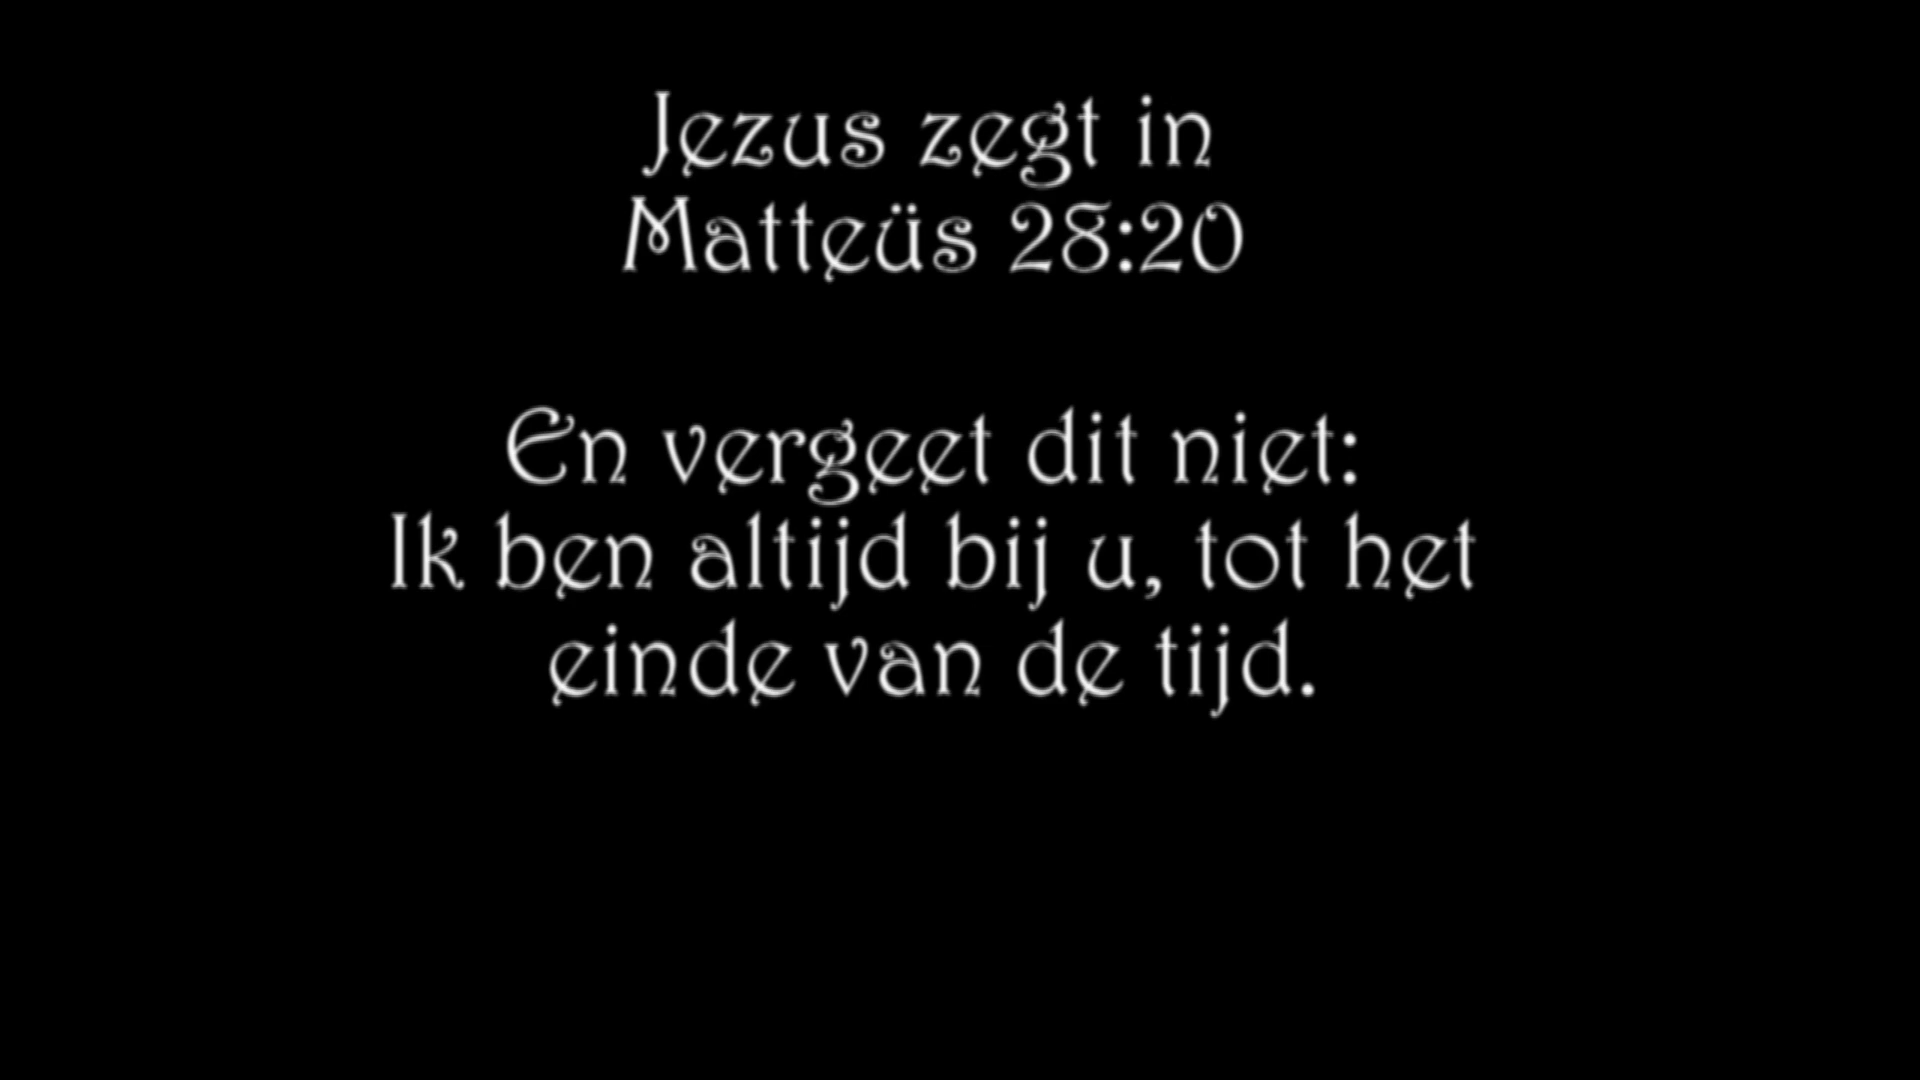 Jezus zegt in
Matteüs 28:20
En vergeet dit niet:
Ik ben altijd bij u, tot het
einde van de tijd.